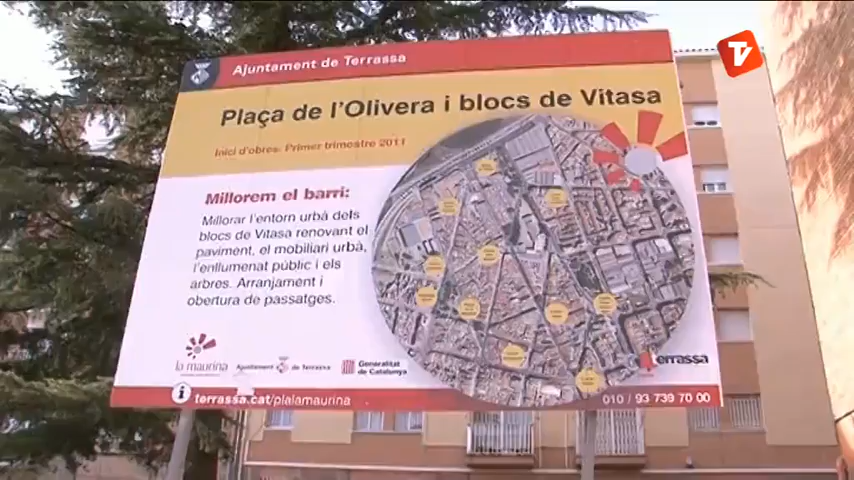 Ajuntament de Terrassa
Plaça de l'Olivera i blocs de Vitasa
Inici d'obres: Primer trimestre 2011
Millorem el barri:
Millorar l'entorn urbà dels
blocs de Vitasa renovant el
paviment, el mobiliari urbà,
l'enllumenat públic i els
arbres. Arranjament i
obertura de passatges.
la maurina
Ajuntament de Terrassa
Generalitat
de Catalunya
terrassa
terrassa.cat/plalamaurina
010 / 93 739 70 00
T